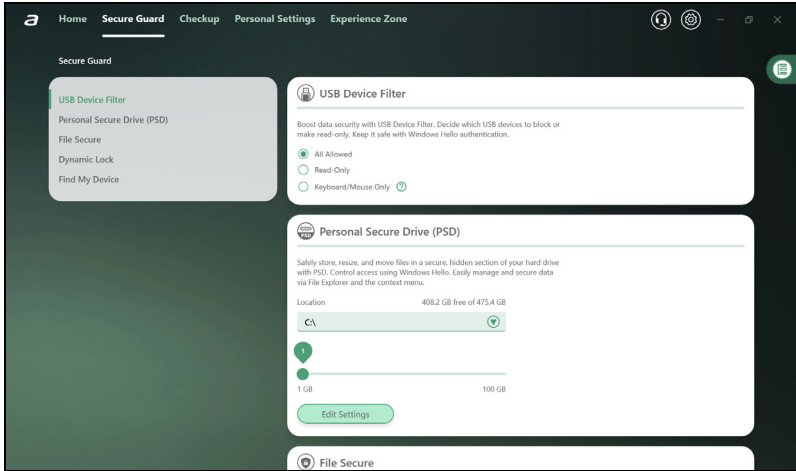 a Home Secure Guard Checkup Personal Settings Experience Zone
Secure Guard
USB Device Filter
Personal Secure Drive (PSD)
File Secure
Dynamic Lock
Find My Device
USB Device Filter
Boost data security with USB Device Filter. Decide which USB devices to block or
make read-only. Keep it safe with Windows Hello authentication.
All Allowed
Read-Only
Keyboard/Mouse Only ?
PSD Personal Secure Drive (PSD)
Safely store, resize, and move files in a secure, hidden section of your hard drive
with PSD. Control access using Windows Hello. Easily manage and secure data
via File Explorer and the context menu.
Location 408.2 GB free of 475.4 GB
C:\
1
1 GB 100 GB
Edit Settings
File Secure